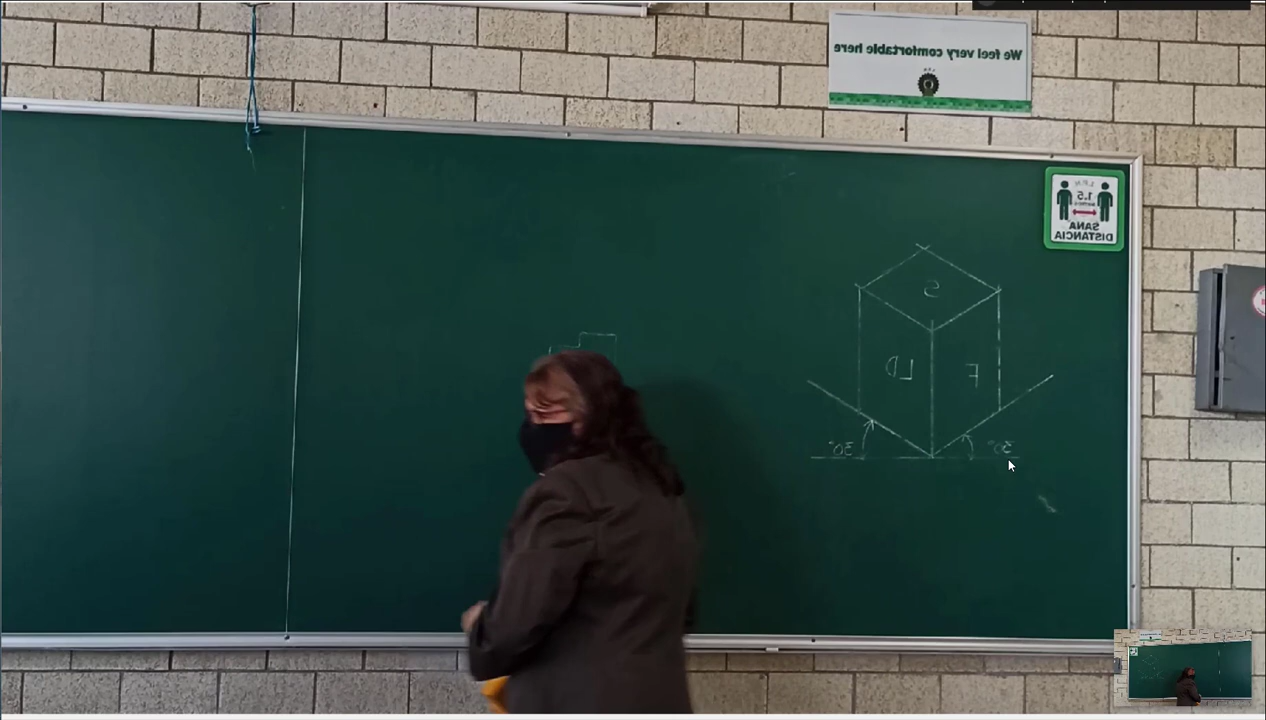 We feel very comfortable here
1.5
SANA
DISTANCIA
S
LD
F
30°
30°